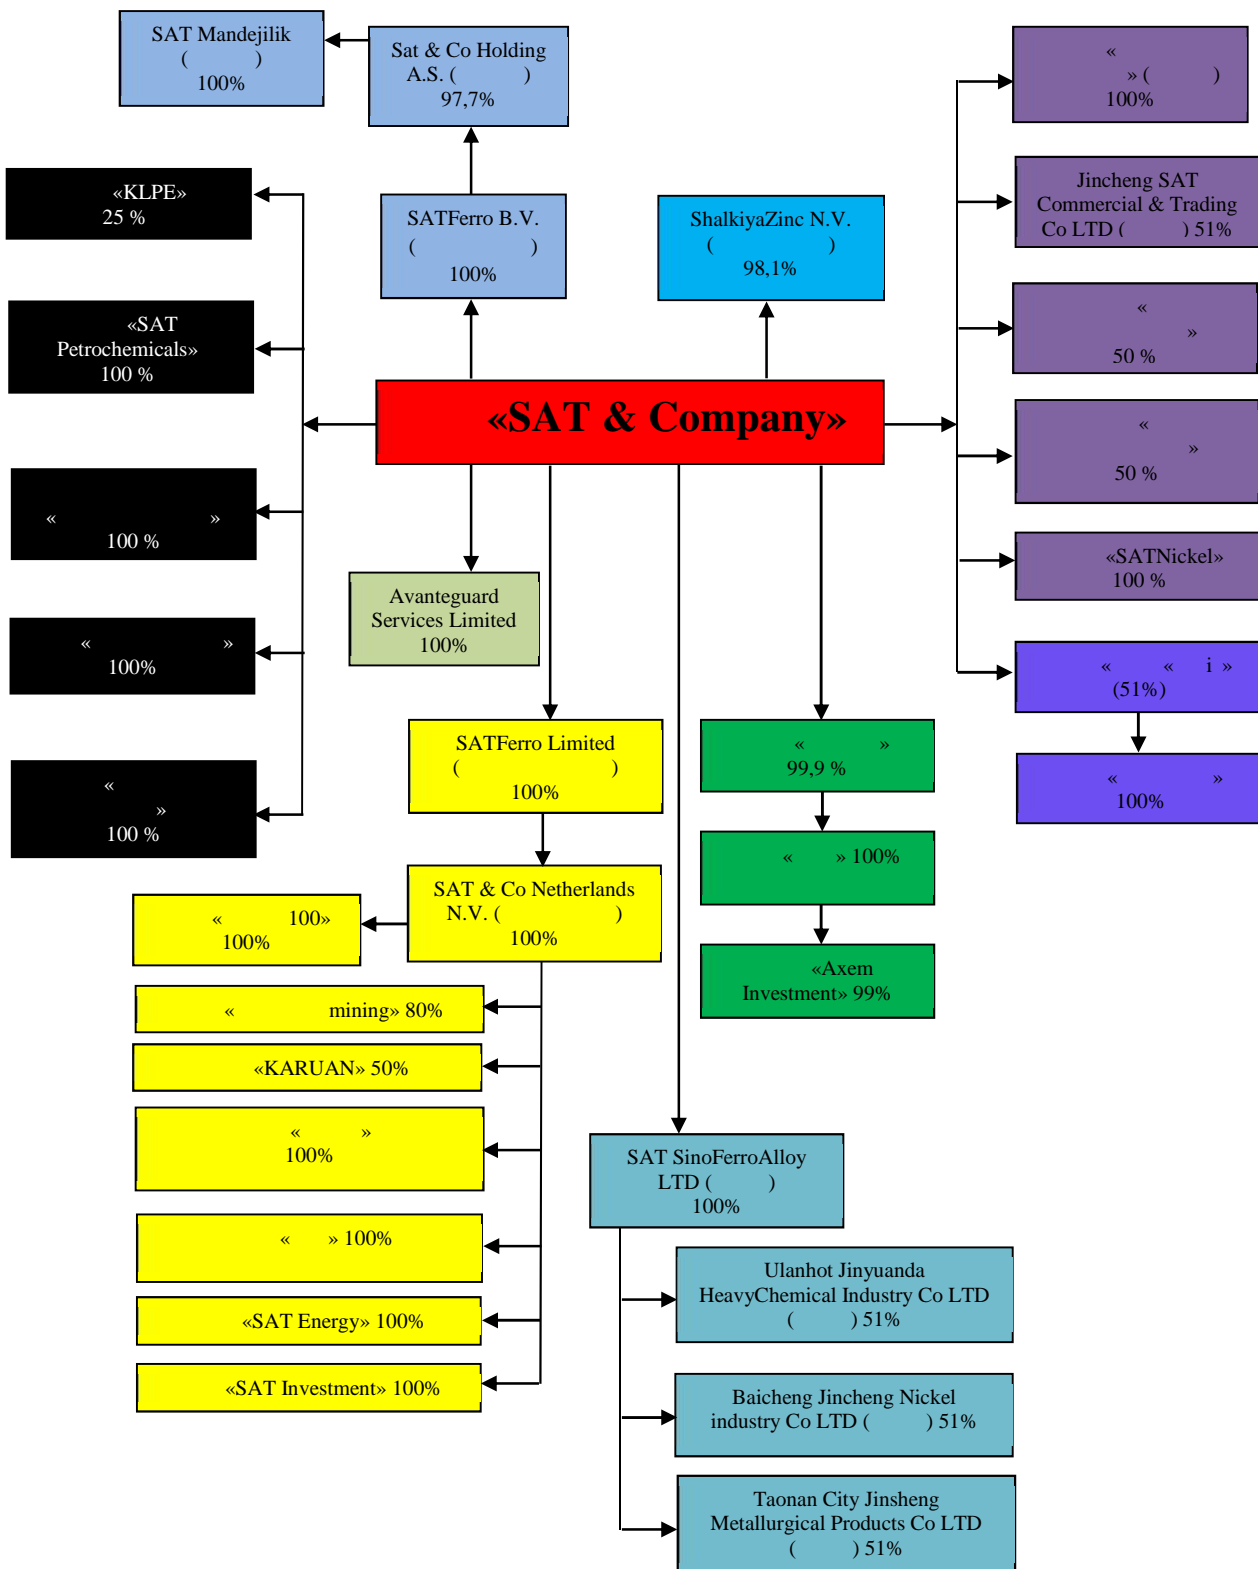 SAT Mandejilik
( )
100%
Sat & Co Holding
A.S. ( )
97,7%
«
» ( )
100%
«KLPE»
25 %
SATFerro B.V.
( )
100%
ShalkiyaZinc N.V.
( )
98,1%
Jincheng SAT
Commercial & Trading
Co LTD ( ) 51%
«SAT
Petrochemicals»
100 %
«
»
50 %
«SAT & Company»
«
»
50 %
« »
100 %
«SATNickel»
100 %
Avanteguard
Services Limited
100%
« »
100%
« « i »
(51%)
SATFerro Limited
( )
100%
« »
99,9 %
« »
100%
«
»
100 %
« » 100%
SAT & Co Netherlands
N.V. ( )
100%
« 100»
100%
«Axem
Investment» 99%
« mining» 80%
«KARUAN» 50%
« »
100%
SAT SinoFerroAlloy
LTD ( )
100%
« » 100%
Ulanhot Jinyuanda
HeavyChemical Industry Co LTD
( ) 51%
«SAT Energy» 100%
«SAT Investment» 100%
Baicheng Jincheng Nickel
industry Co LTD ( ) 51%
Taonan City Jinsheng
Metallurgical Products Co LTD
( ) 51%